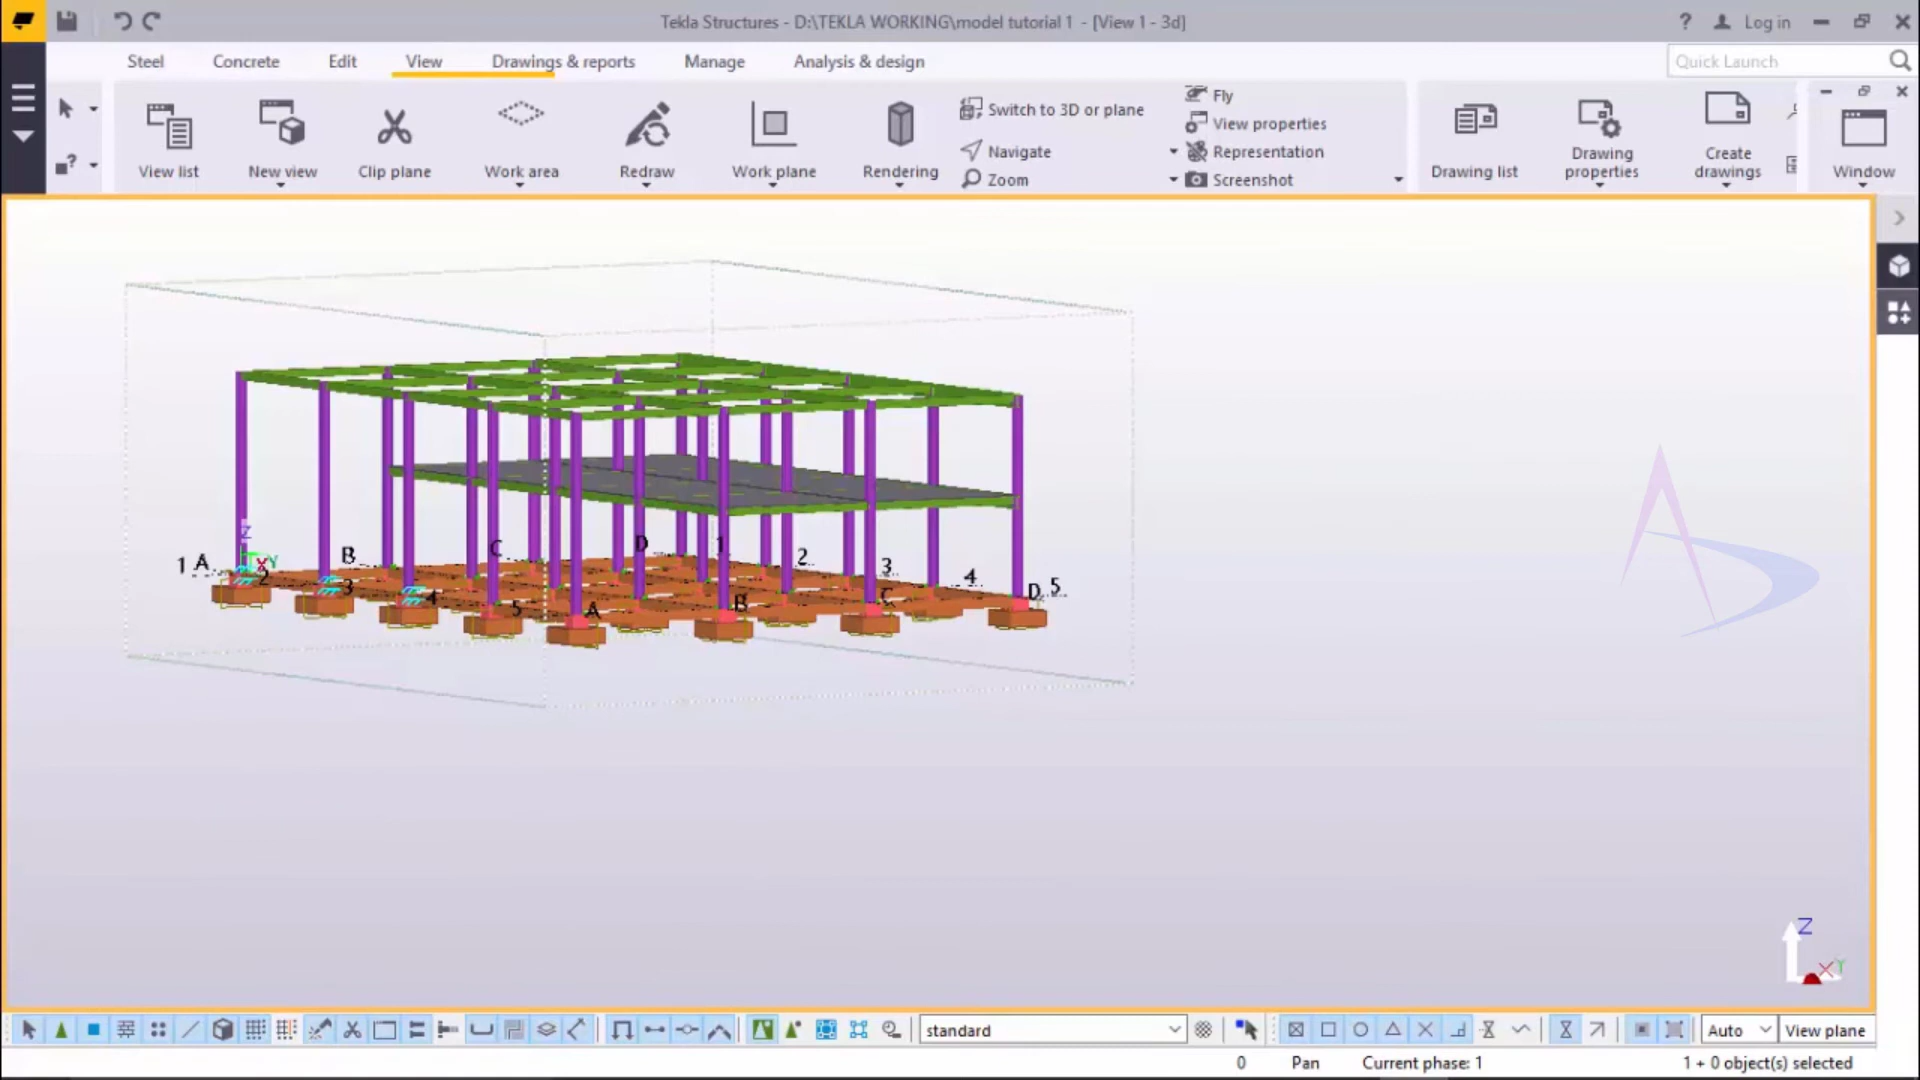 Tekla Structures - D:\TEKLA WORKING\model tutorial 1 - [View 1 - 3d]
? Log in
Steel Concrete Edit View Drawings & reports Manage Analysis & design
Quick Launch
View list
New view
Clip plane
Work area
Redraw
Work plane
Rendering
Switch to 3D or plane
Navigate
Zoom
Fly
View properties
Representation
Screenshot
Drawing list
Drawing properties
Create drawings
Window
Z
X Y
1 A B C D 1 2 3 4 D 5
2 3 4 5 A B C
Z
X Y
standard
Auto
View plane
0 Pan Current phase: 1 1 + 0 object(s) selected